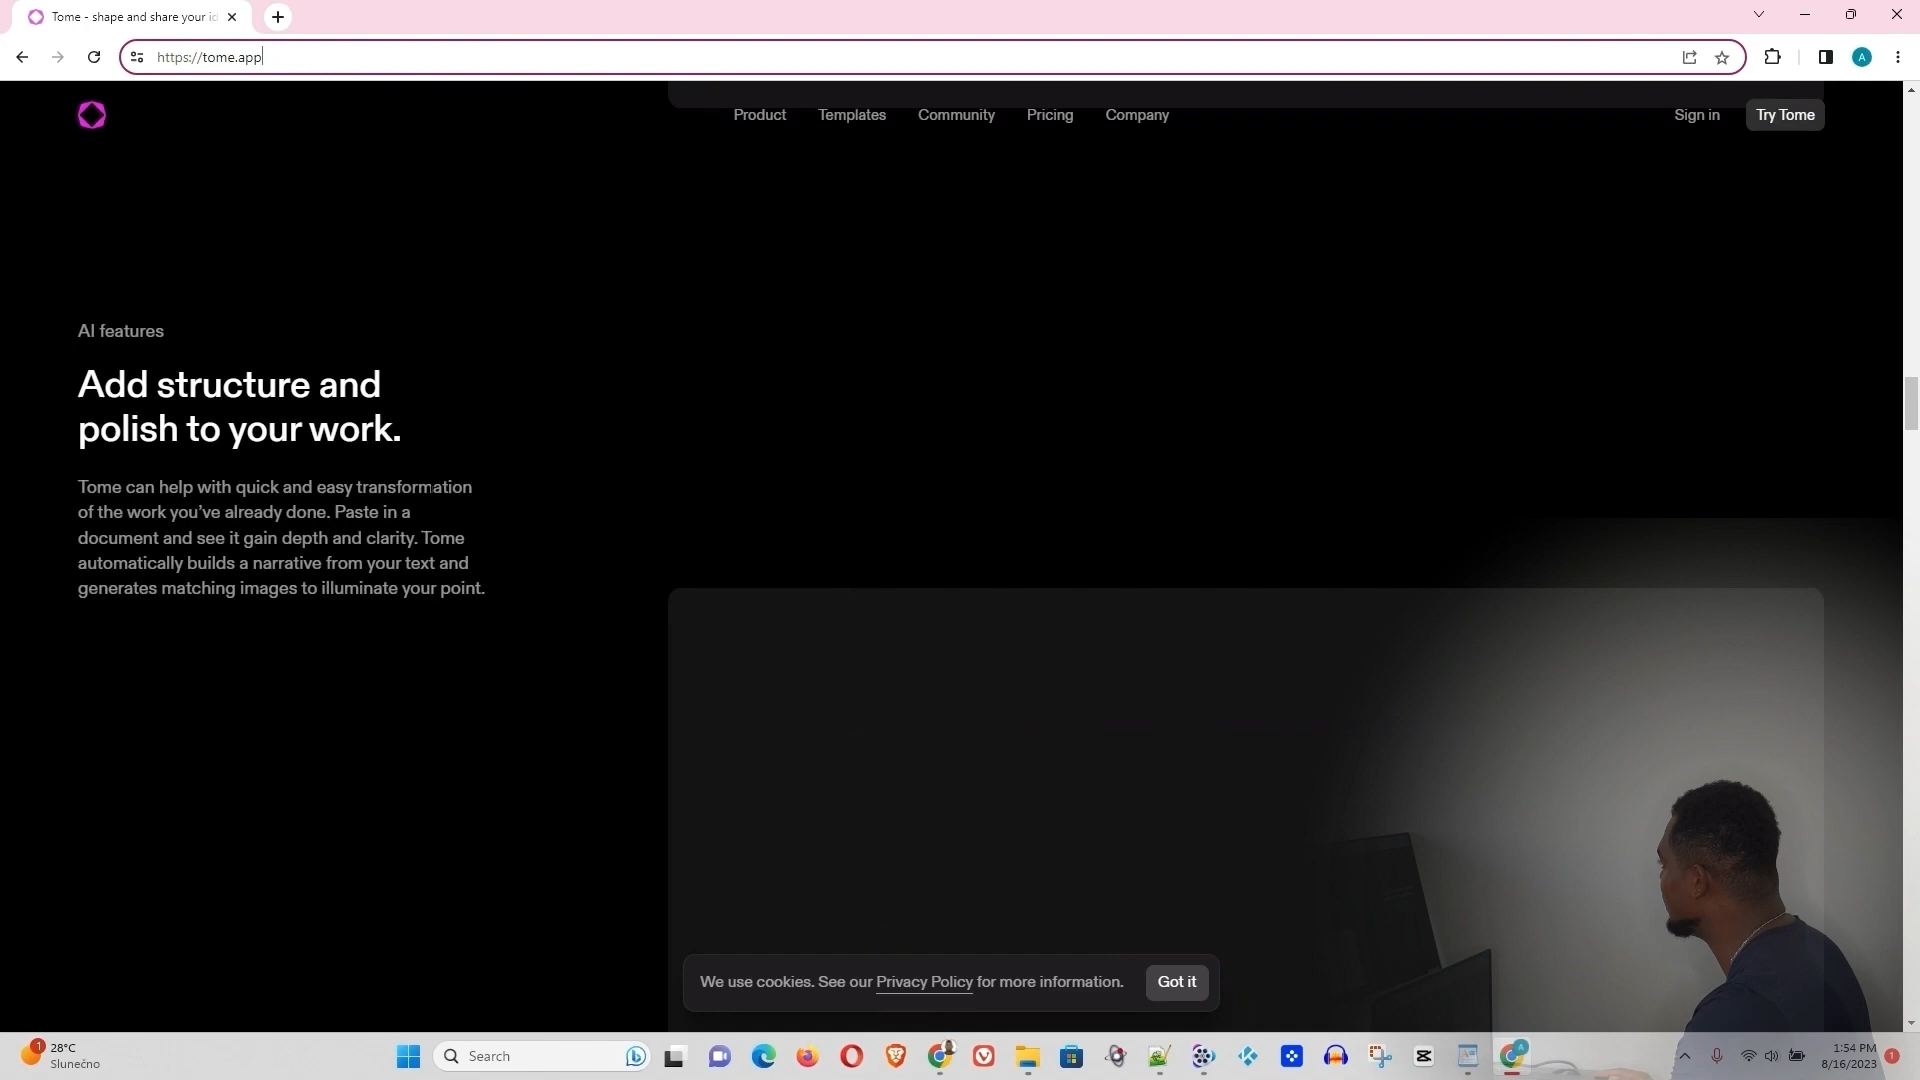 Tome - shape and share your id
https://tome.app
A
Product Templates Community Pricing Company Sign in Try Tome
AI features
Add structure and
polish to your work.
Tome can help with quick and easy transformation
of the work you’ve already done. Paste in a
document and see it gain depth and clarity. Tome
automatically builds a narrative from your text and
generates matching images to illuminate your point.
We use cookies. See our Privacy Policy for more information. Got it
1
28°C
Slunečno
Search
A
1:54 PM
8/16/2023
1